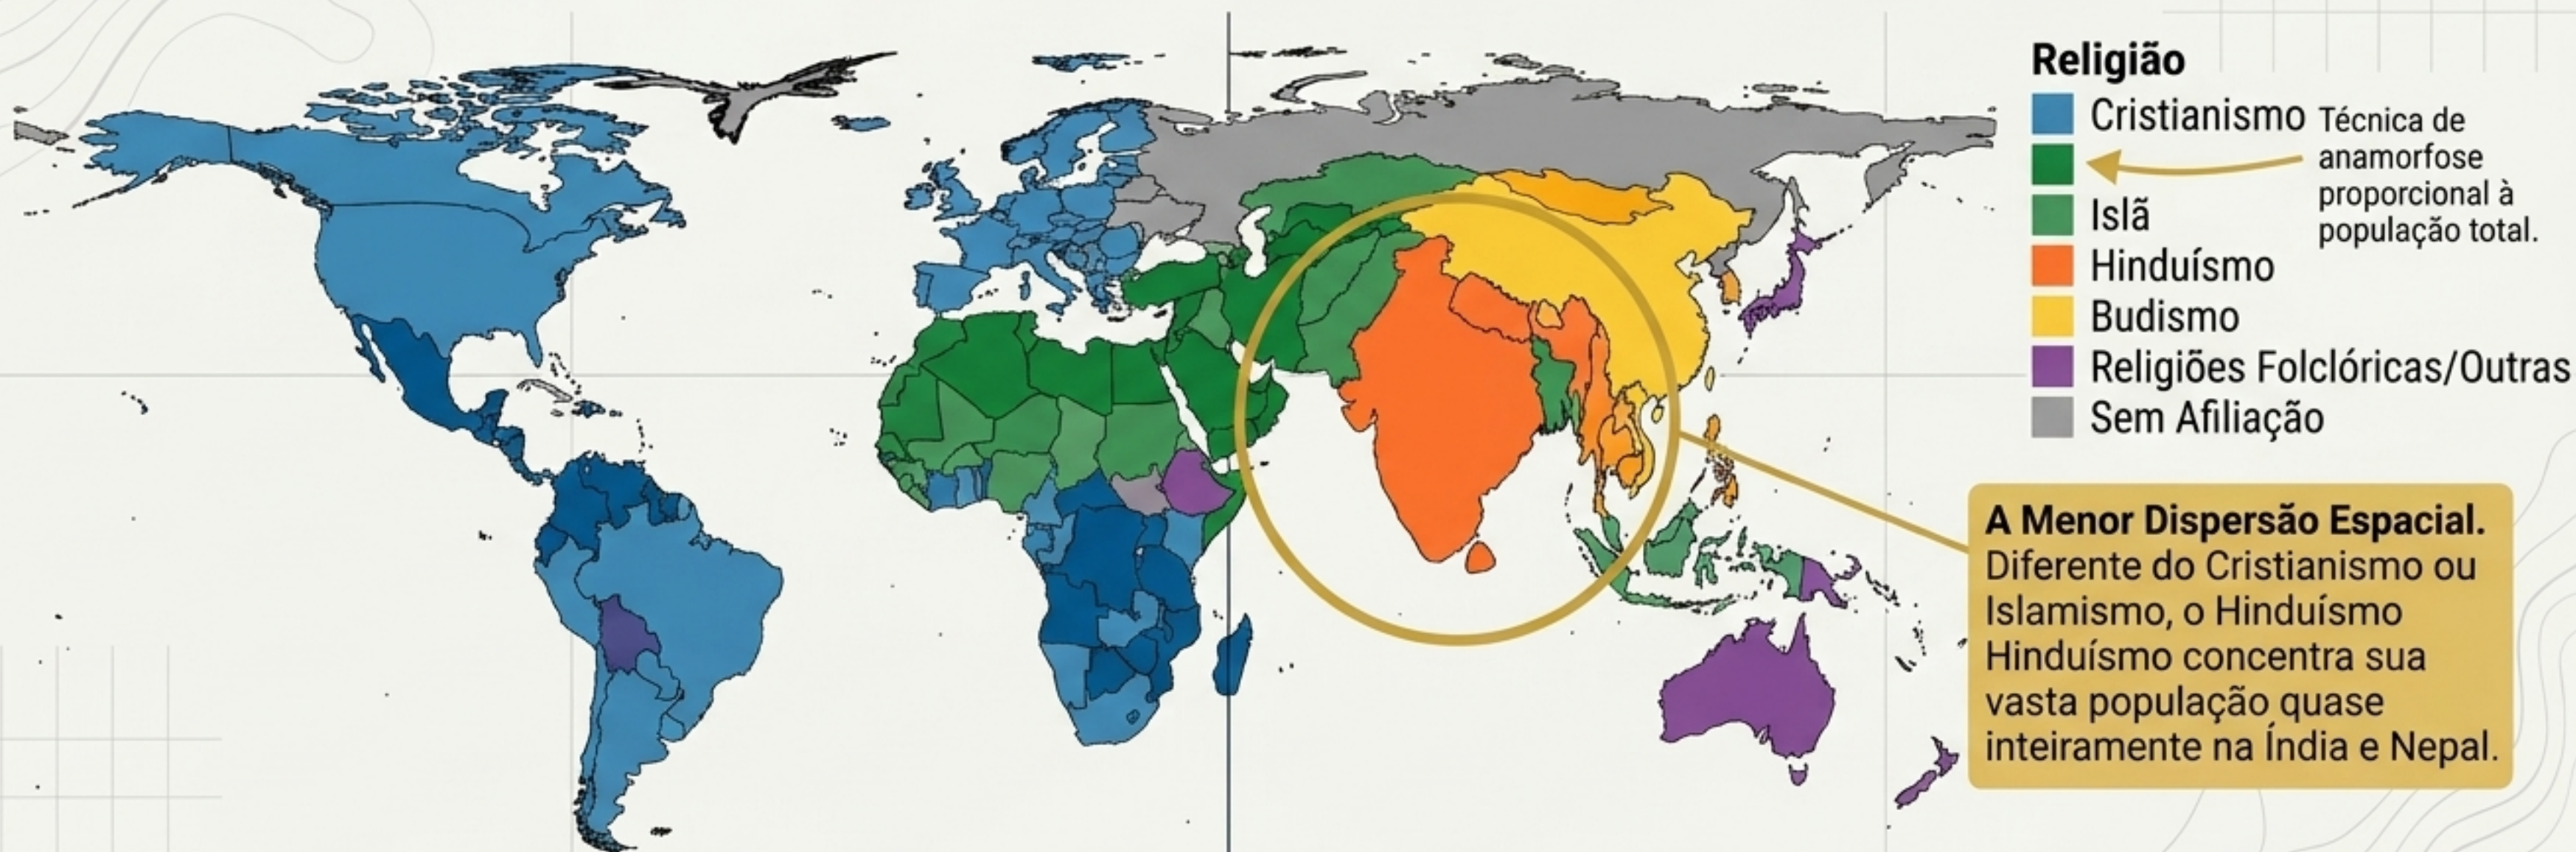 Religião
Cristianismo
Técnica de
anamorfose
proporcional à
população total.
Islã
Hinduísmo
Budismo
Religiões Folclóricas/Outras
Sem Afiliação
A Menor Dispersão Espacial.
Diferente do Cristianismo ou
Islamismo, o Hinduísmo
Hinduísmo concentra sua
vasta população quase
inteiramente na Índia e Nepal.